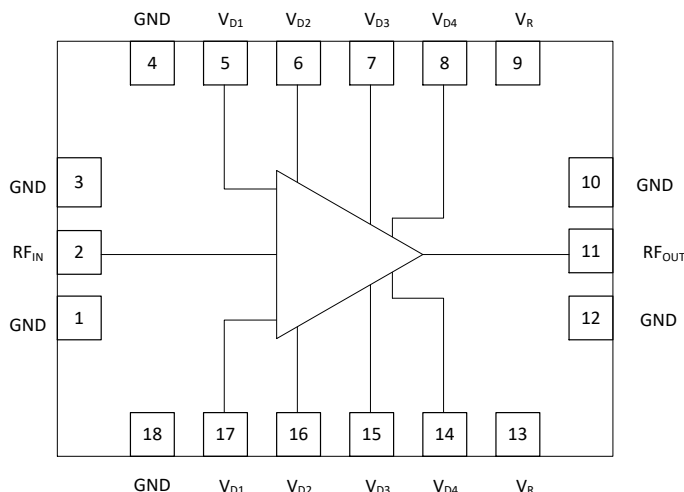 GND V_D1 V_D2 V_D3 V_D4 V_R
4 5 6 7 8 9
GND 3 10 GND
RF_IN 2 11 RF_OUT
GND 1 12 GND
18 17 16 15 14 13
GND V_D1 V_D2 V_D3 V_D4 V_R